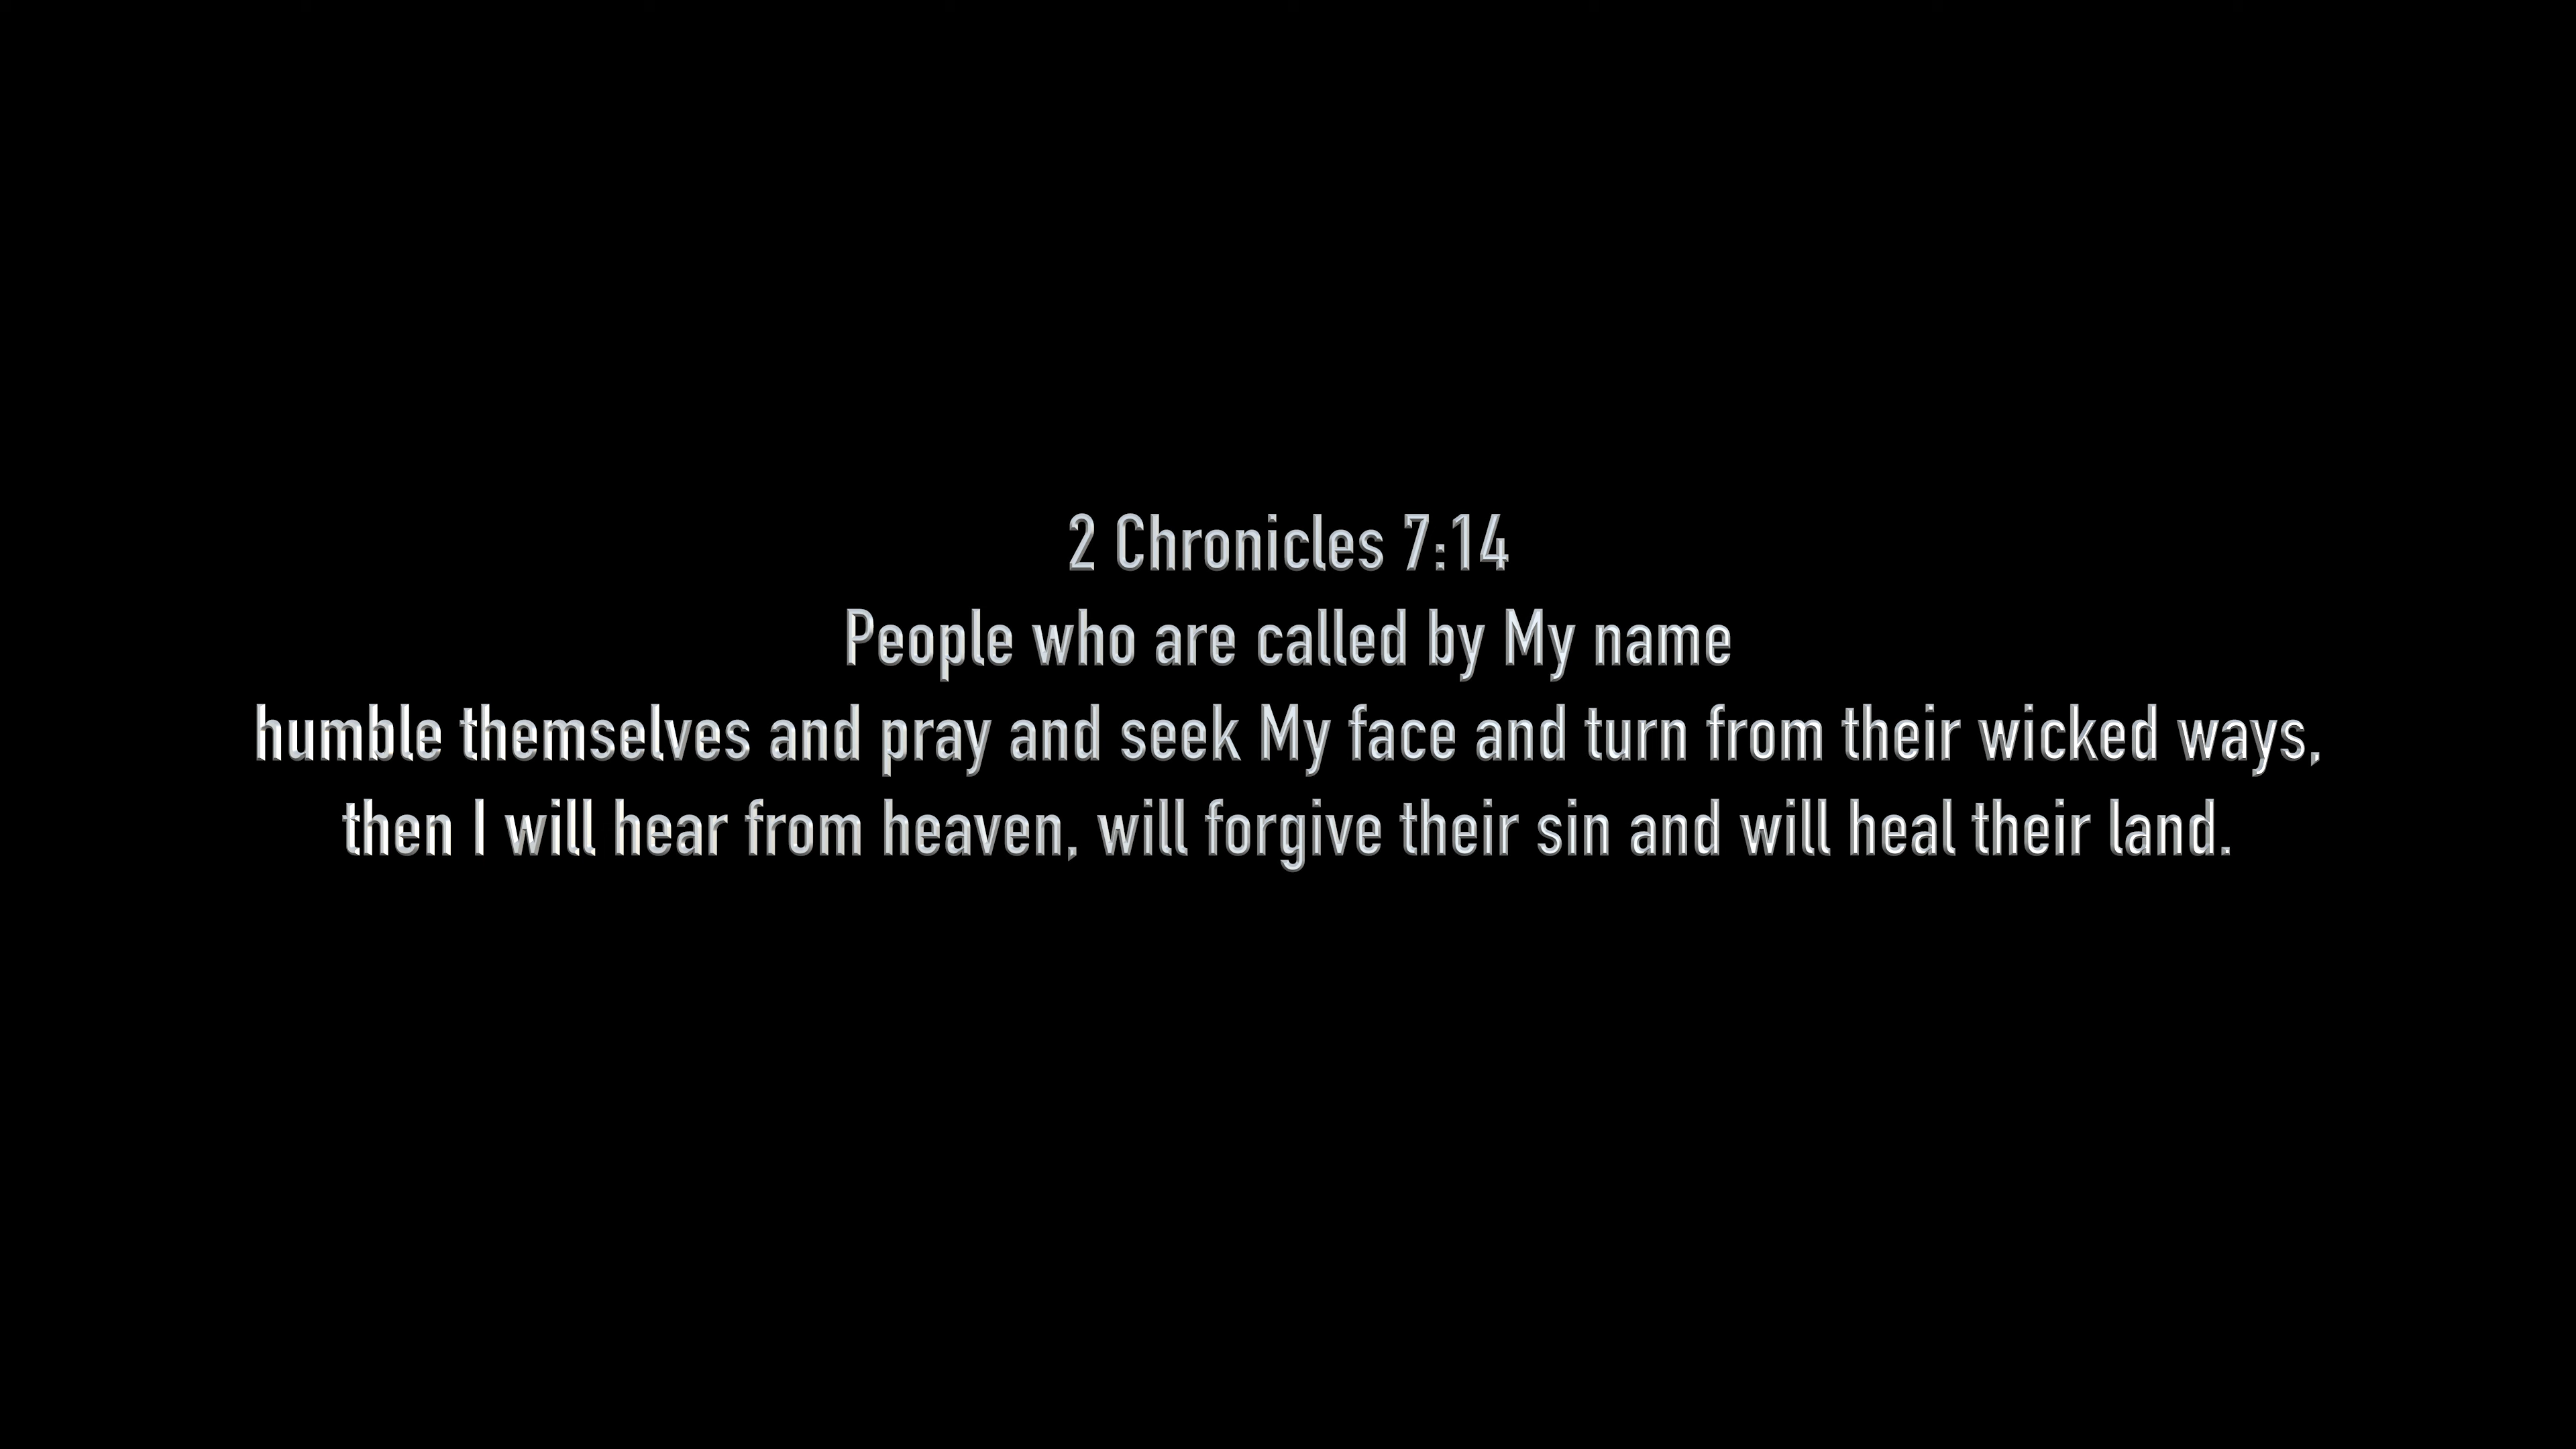 2 Chronicles 7:14
People who are called by My name
humble themselves and pray and seek My face and turn from their wicked ways,
then I will hear from heaven, will forgive their sin and will heal their land.